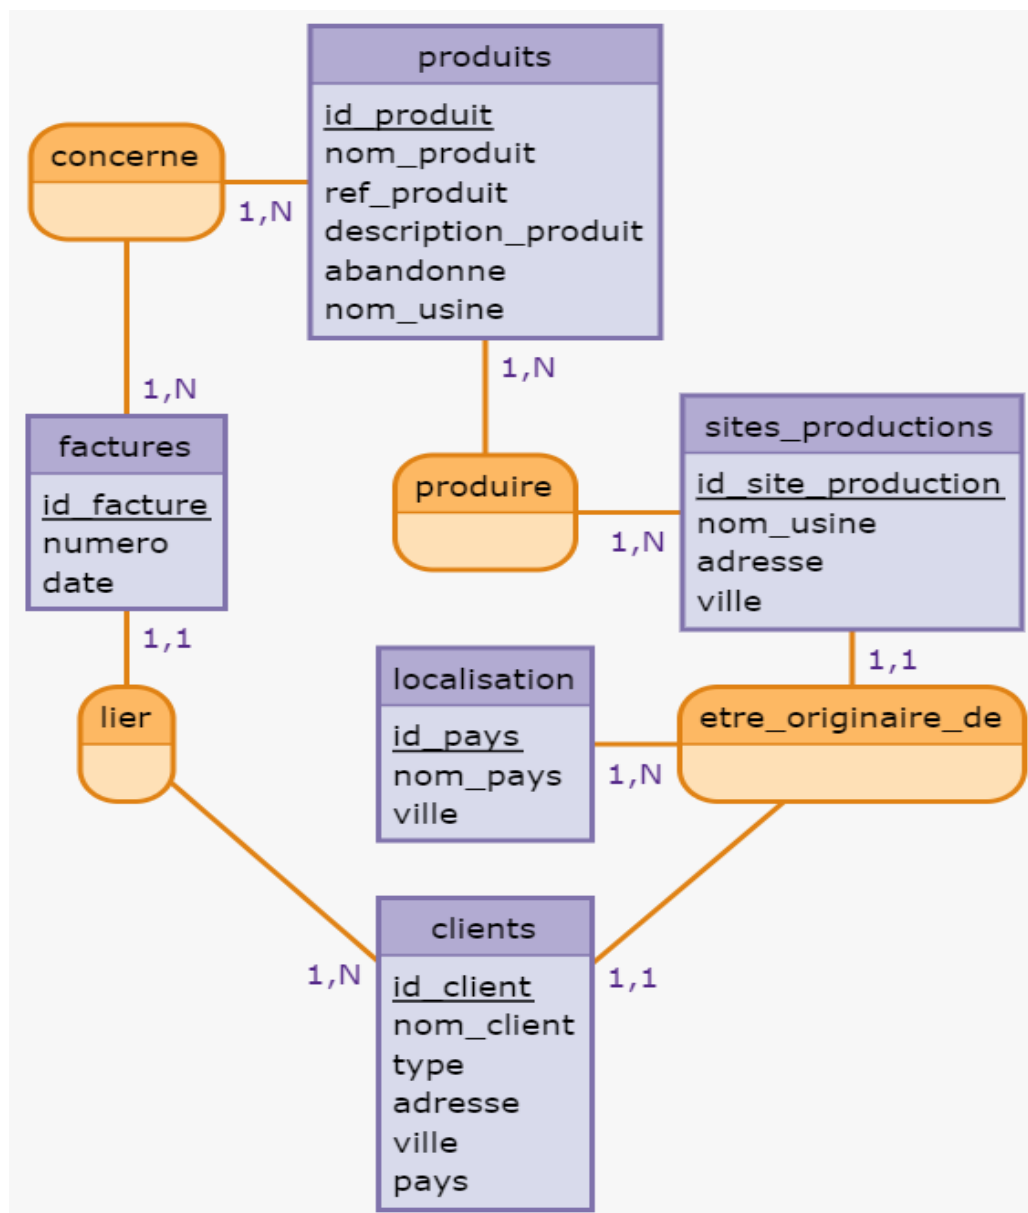 produits
id_produit
nom_produit
ref_produit
description_produit
abandonne
nom_usine
concerne
1,N
1,N
1,N
factures
id_facture
numero
date
produire
1,N
sites_productions
id_site_production
nom_usine
adresse
ville
1,1
1,1
lier
localisation
id_pays
nom_pays
ville
1,N
etre_originaire_de
1,N
1,1
clients
id_client
nom_client
type
adresse
ville
pays